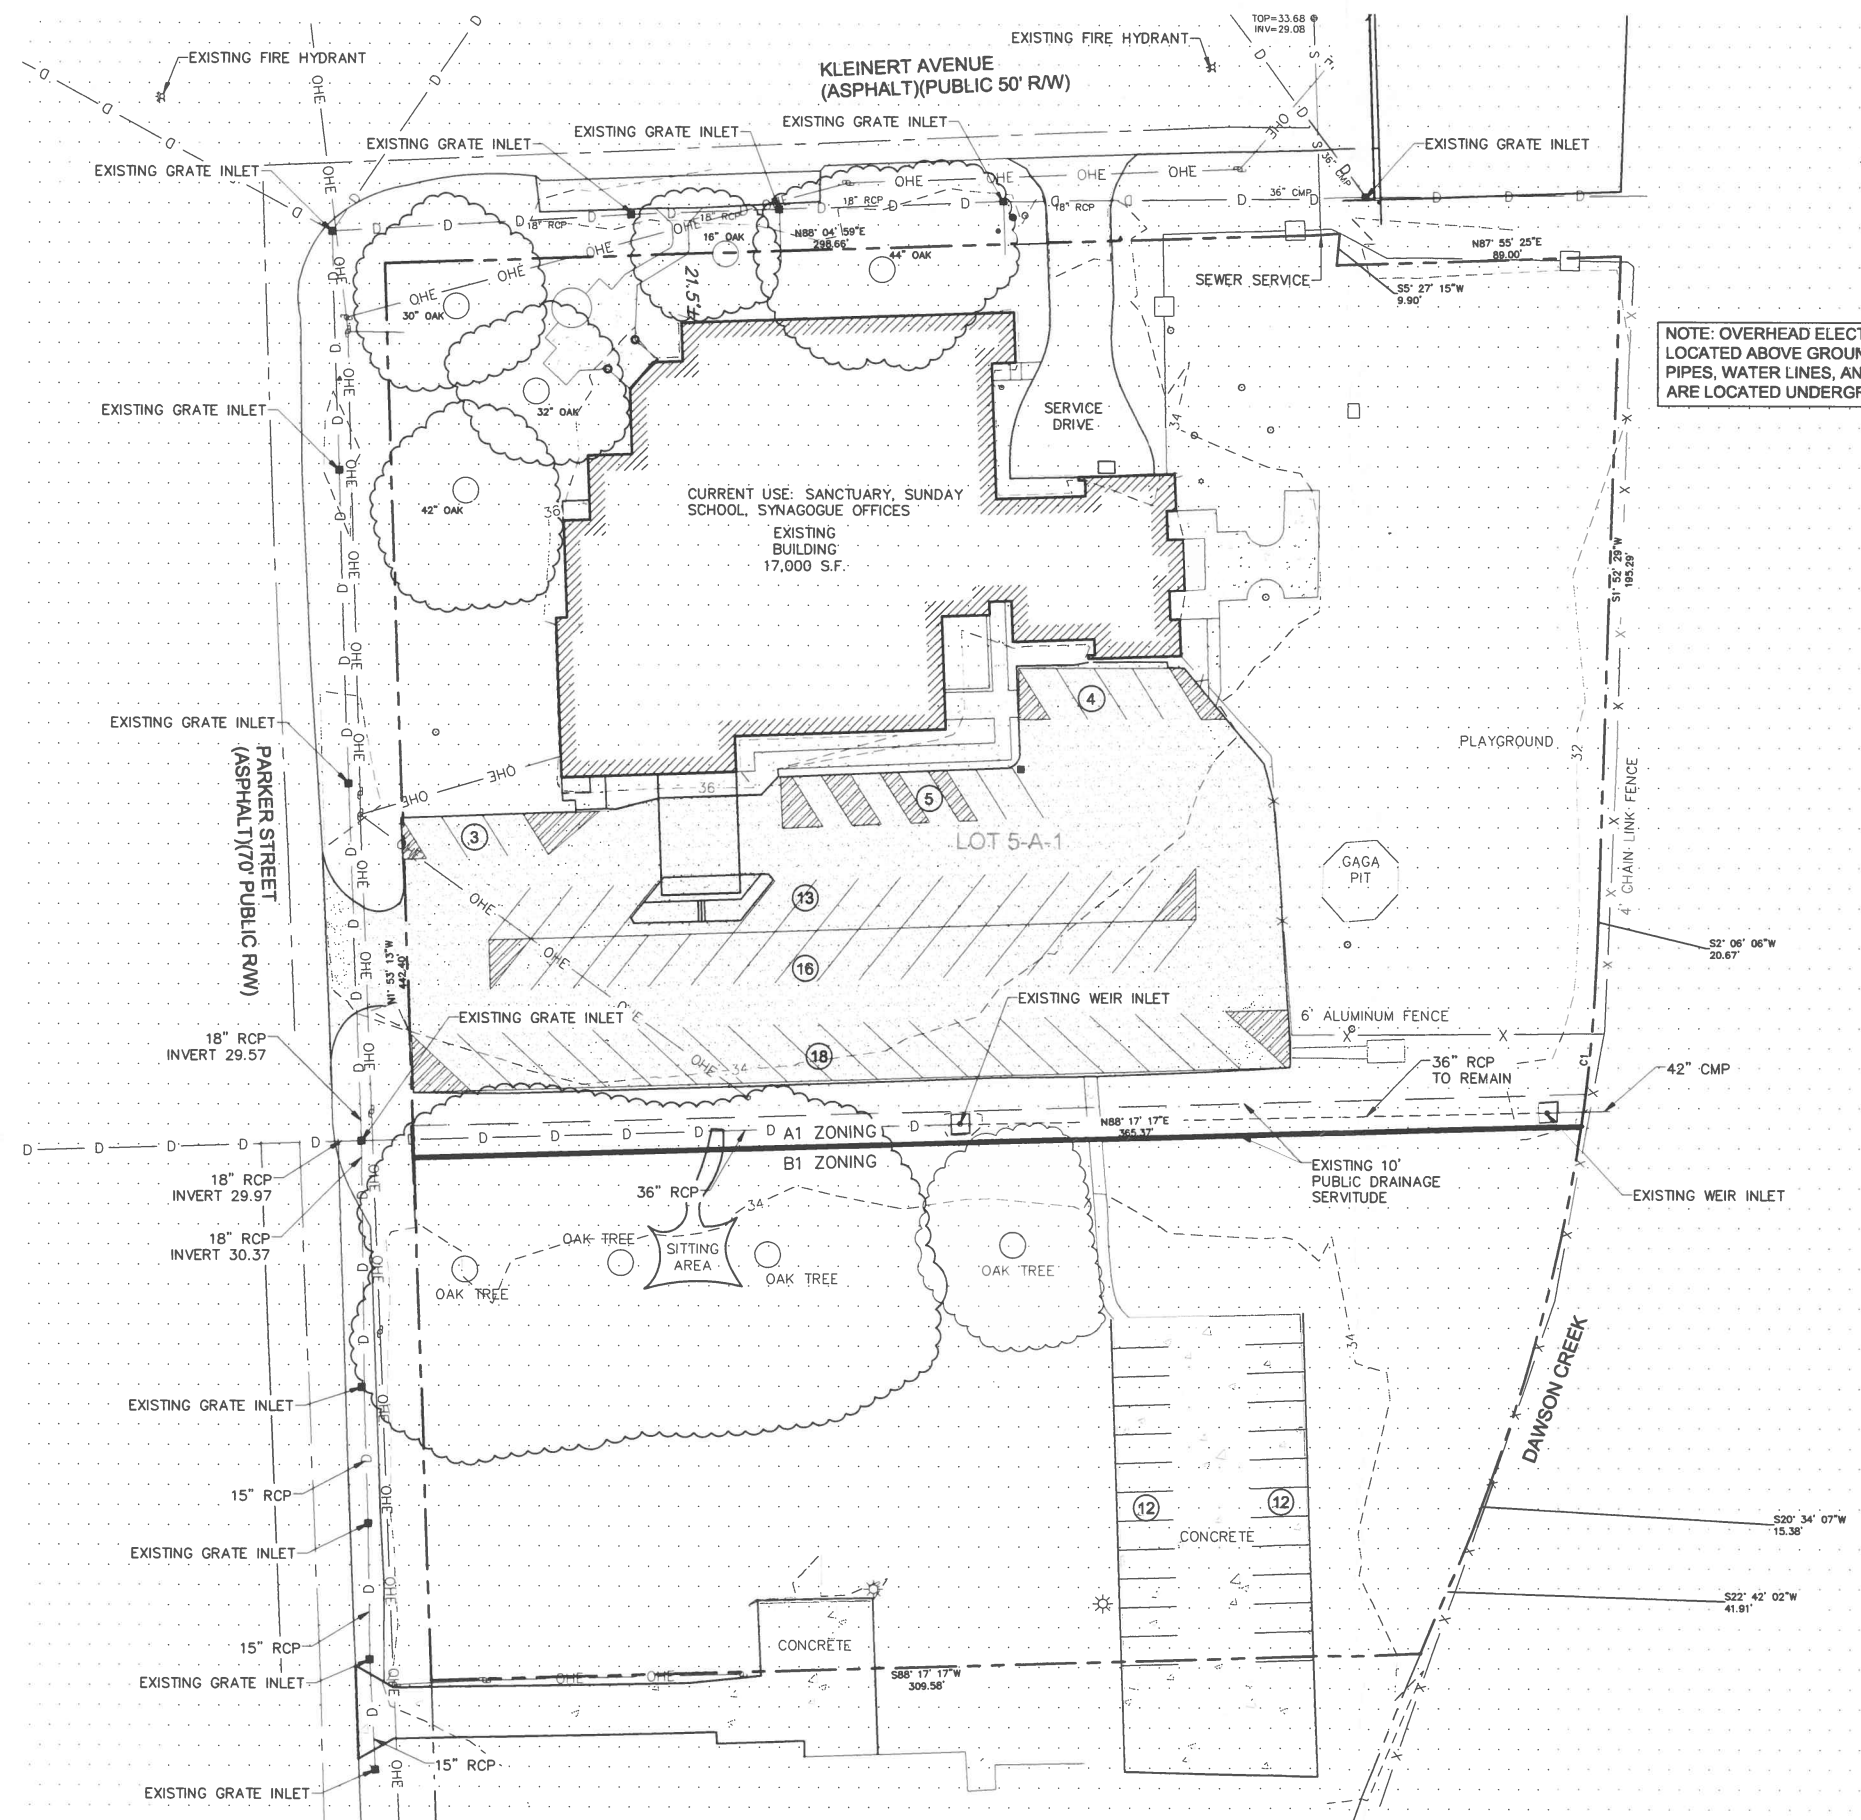 TOP=33.68
INV=29.08
EXISTING FIRE HYDRANT
EXISTING FIRE HYDRANT
KLEINERT AVENUE
(ASPHALT)(PUBLIC 50' R/W)
EXISTING GRATE INLET
EXISTING GRATE INLET
EXISTING GRATE INLET
EXISTING GRATE INLET
EXISTING GRATE INLET
36" CMP
36" CMP
18" RCP
18" RCP
18" RCP
18" RCP
16" OAK
N88° 04' 59"E
298.66'
44" OAK
N87° 55' 25"E
89.00'
SEWER SERVICE
S5° 27' 15"W
9.90'
21.5'±
30" OAK
32" OAK
NOTE: OVERHEAD ELECT
LOCATED ABOVE GROUN
PIPES, WATER LINES, AN
ARE LOCATED UNDERGR
EXISTING GRATE INLET
SERVICE
DRIVE
34
42" OAK
36
CURRENT USE: SANCTUARY, SUNDAY
SCHOOL, SYNAGOGUE OFFICES
EXISTING
BUILDING
17,000 S.F.
S1° 52' 29"W
195.29'
EXISTING GRATE INLET
4
PLAYGROUND
32
4' CHAIN LINK FENCE
PARKER STREET
(ASPHALT)(70' PUBLIC R/W)
36
5
3
LOT 5-A-1
GAGA
PIT
13
16
S2° 06' 06"W
20.67'
N1° 53' 13"W
442.40'
EXISTING WEIR INLET
EXISTING GRATE INLET
6' ALUMINUM FENCE
18" RCP
INVERT 29.57
18
34
36" RCP
TO REMAIN
C1
42" CMP
N88° 17' 17"E
365.37'
A1 ZONING
B1 ZONING
18" RCP
INVERT 29.97
36" RCP
EXISTING 10'
PUBLIC DRAINAGE
SERVITUDE
EXISTING WEIR INLET
34
18" RCP
INVERT 30.37
OAK TREE
SITTING
AREA
OAK TREE
OAK TREE
OAK TREE
34
DAWSON CREEK
EXISTING GRATE INLET
15" RCP
12
12
CONCRETE
S20° 34' 07"W
15.38'
EXISTING GRATE INLET
S22° 42' 02"W
41.91'
15" RCP
CONCRETE
EXISTING GRATE INLET
S88° 17' 17"W
309.58'
15" RCP
EXISTING GRATE INLET